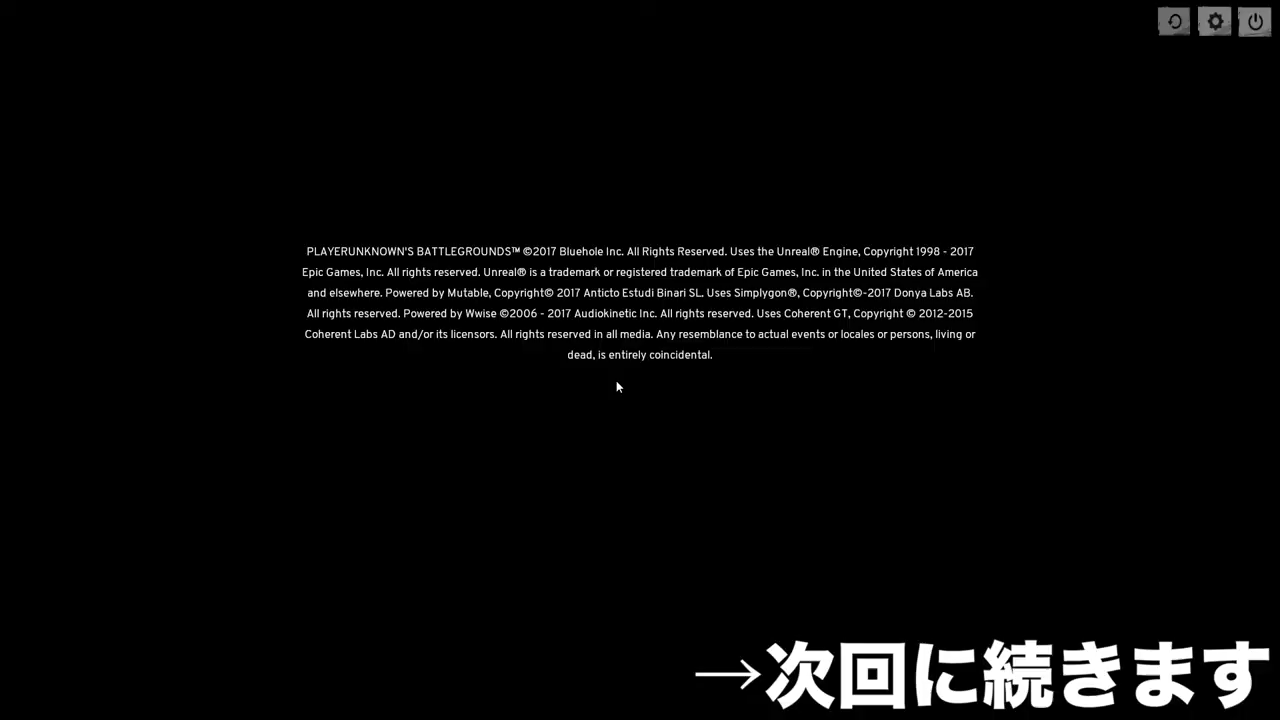 PLAYERUNKNOWN'S BATTLEGROUNDS™ ©2017 Bluehole Inc. All Rights Reserved. Uses the Unreal® Engine, Copyright 1998 - 2017
Epic Games, Inc. All rights reserved. Unreal® is a trademark or registered trademark of Epic Games, Inc. in the United States of America
and elsewhere. Powered by Mutable, Copyright© 2017 Anticto Estudi Binari SL. Uses Simplygon®, Copyright©-2017 Donya Labs AB.
All rights reserved. Powered by Wwise ©2006 - 2017 Audiokinetic Inc. All rights reserved. Uses Coherent GT, Copyright © 2012-2015
Coherent Labs AD and/or its licensors. All rights reserved in all media. Any resemblance to actual events or locales or persons, living or
dead, is entirely coincidental.
→次回に続きます